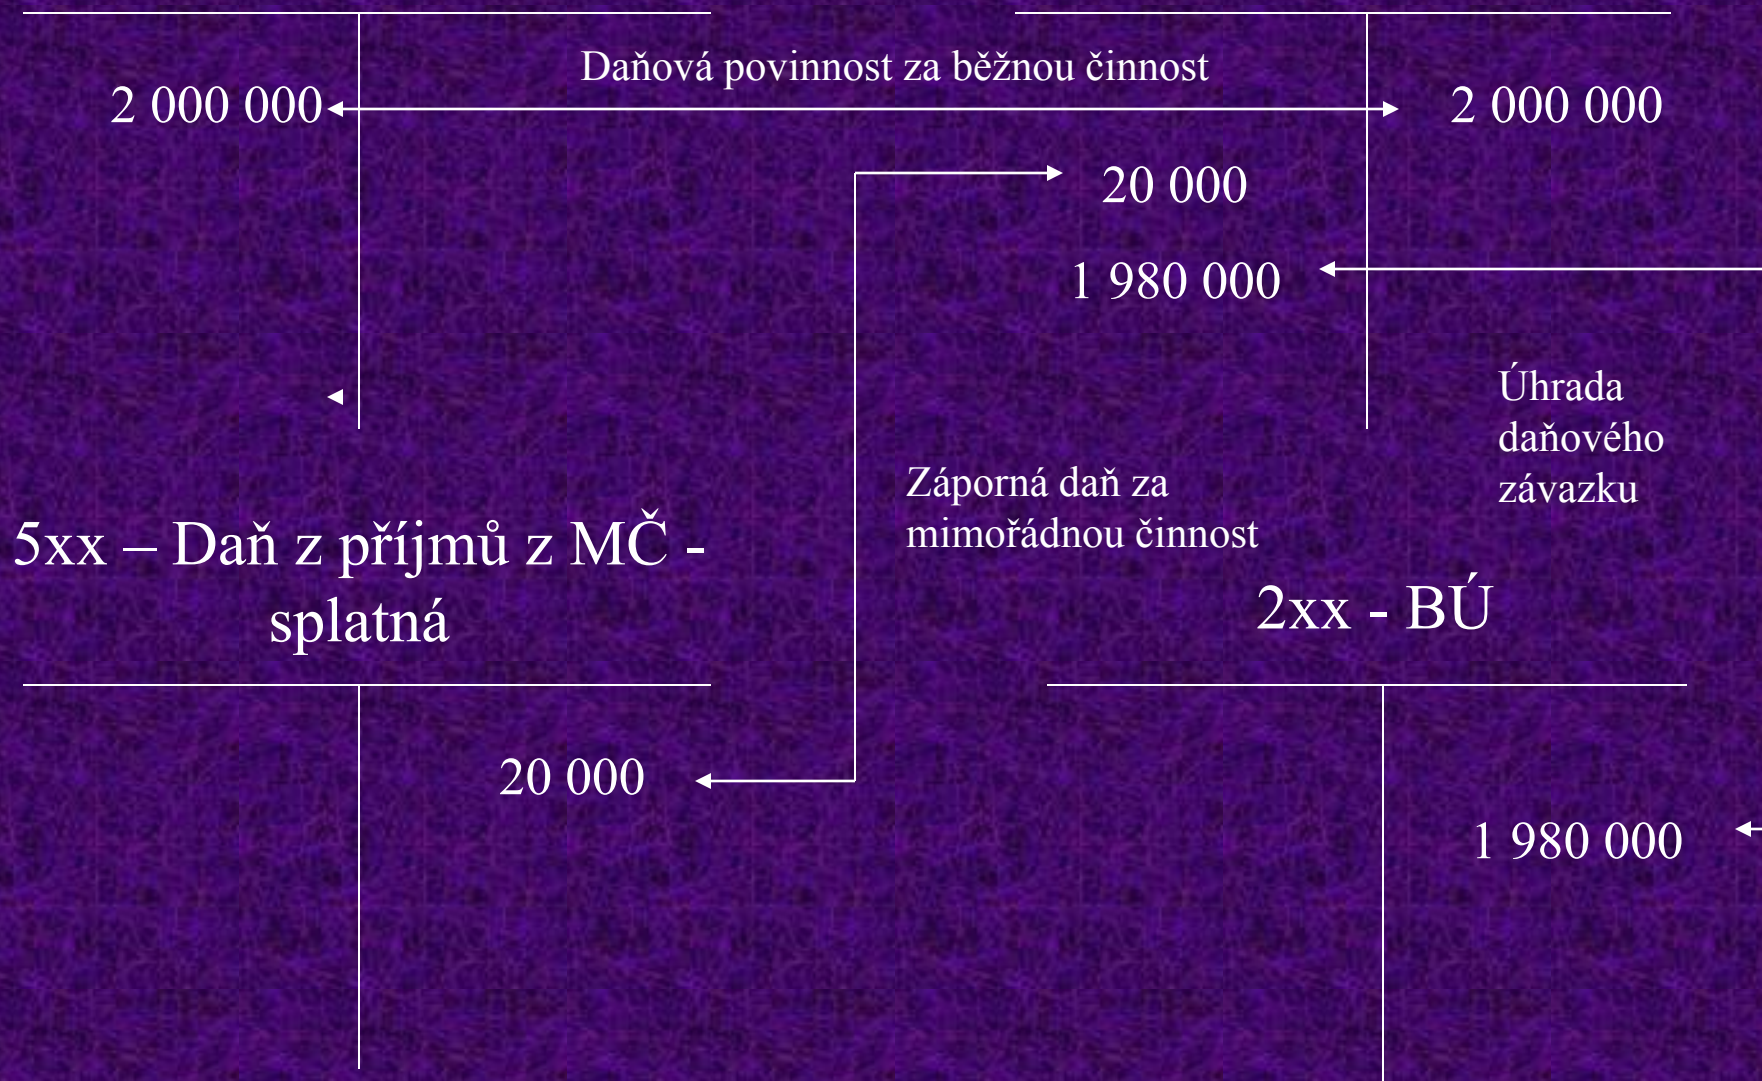 Daňová povinnost za běžnou činnost
2 000 000
2 000 000
20 000
1 980 000
Úhrada
daňového
závazku
Záporná daň za
mimořádnou činnost
5xx – Daň z příjmů z MČ -
splatná
2xx - BÚ
20 000
1 980 000